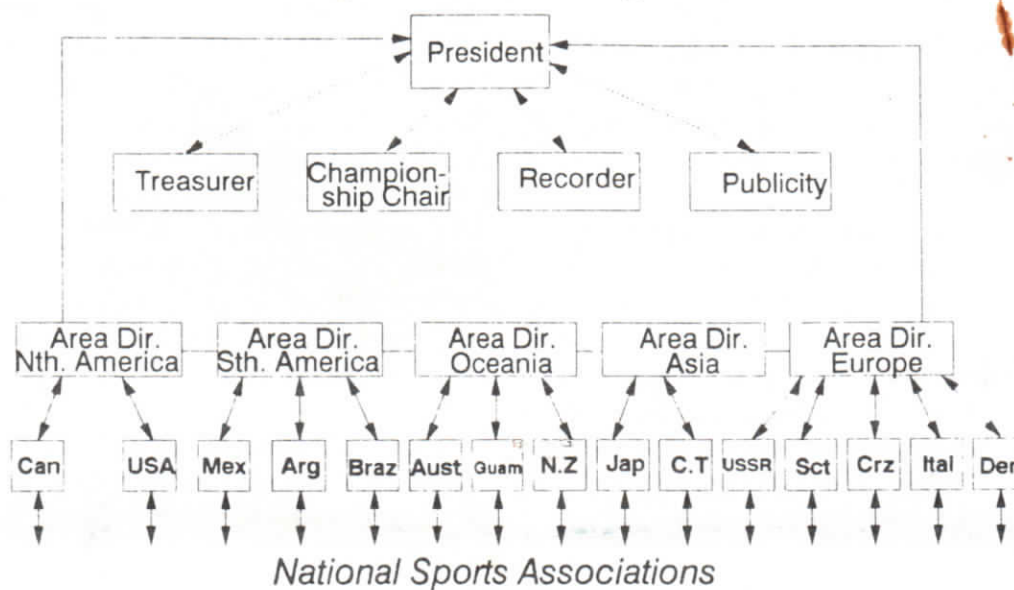 President
Treasurer
Champion-
ship Chair
Recorder
Publicity
Area Dir.
Nth. America
Area Dir.
Sth. America
Area Dir.
Oceania
Area Dir.
Asia
Area Dir.
Europe
Can
USA
Mex
Arg
Braz
Aust
Guam
N.Z
Jap
C.T
USSR
Sct
Crz
Ital
Den
National Sports Associations